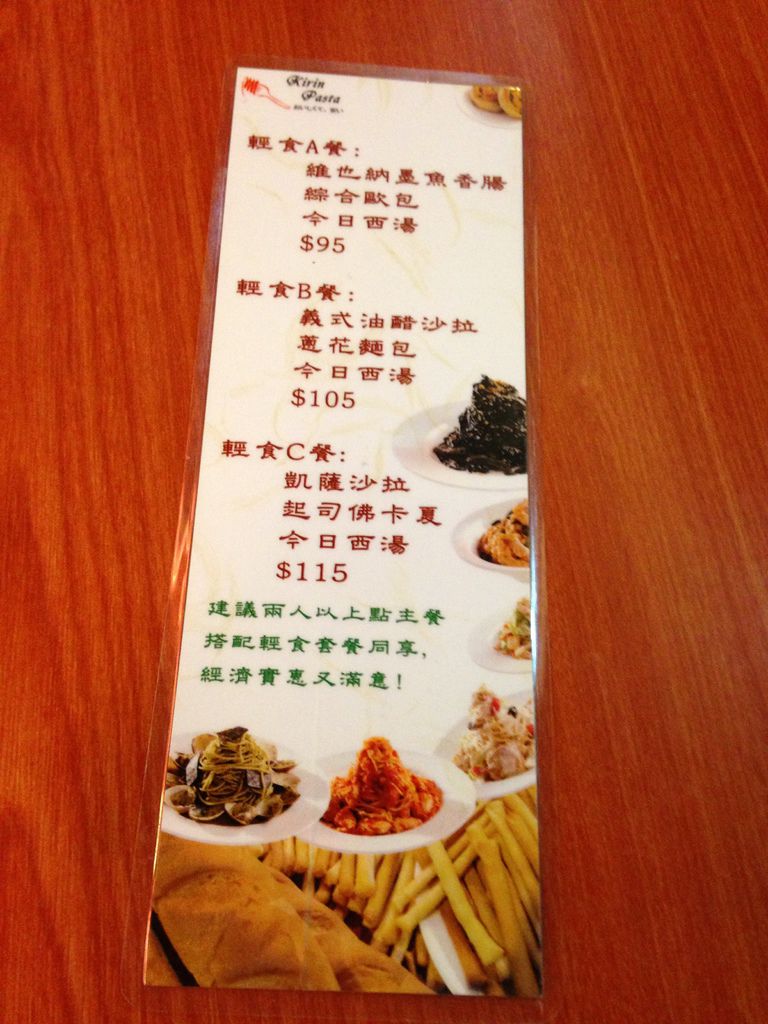 Kirin
Pasta
輕食A餐：
維也納墨魚香腸
綜合歐包
今日西湯
$95
輕食B餐：
義式油醋沙拉
蔥花麵包
今日西湯
$105
輕食C餐：
凱薩沙拉
起司佛卡夏
今日西湯
$115
建議兩人以上點主餐
搭配輕食套餐同享，
經濟實惠又滿意！